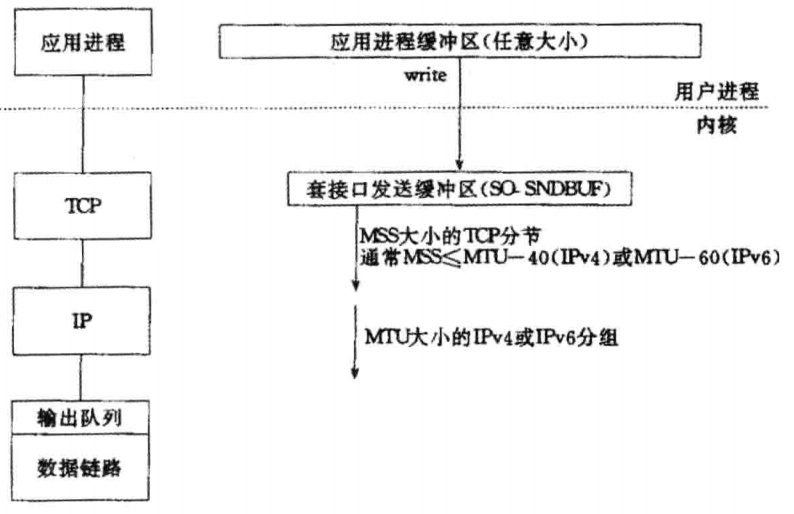 应用进程
应用进程缓冲区(任意大小)
write
用户进程
内核
TCP
套接口发送缓冲区(SO-SNDBUF)
MSS大小的TCP分节
通常MSS≤MTU-40(IPv4)或MTU-60(IPv6)
IP
MTU大小的IPv4或IPv6分组
输出队列
数据链路